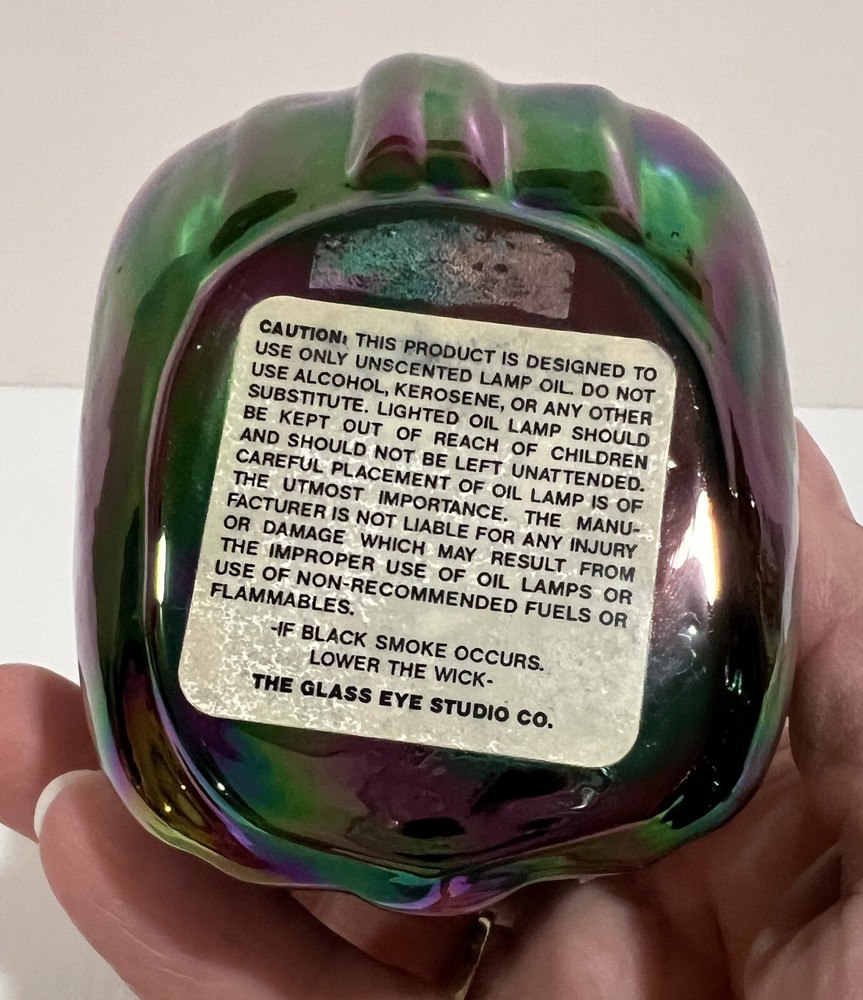 CAUTION: THIS PRODUCT IS DESIGNED TO
USE ONLY UNSCENTED LAMP OIL. DO NOT
USE ALCOHOL, KEROSENE, OR ANY OTHER
SUBSTITUTE. LIGHTED OIL LAMP SHOULD
BE KEPT OUT OF REACH OF CHILDREN
AND SHOULD NOT BE LEFT UNATTENDED.
CAREFUL PLACEMENT OF OIL LAMP IS OF
THE UTMOST IMPORTANCE. THE MANU-
FACTURER IS NOT LIABLE FOR ANY INJURY
OR DAMAGE WHICH MAY RESULT FROM
THE IMPROPER USE OF OIL LAMPS OR
USE OF NON-RECOMMENDED FUELS OR
FLAMMABLES.
-IF BLACK SMOKE OCCURS.
LOWER THE WICK-
THE GLASS EYE STUDIO CO.